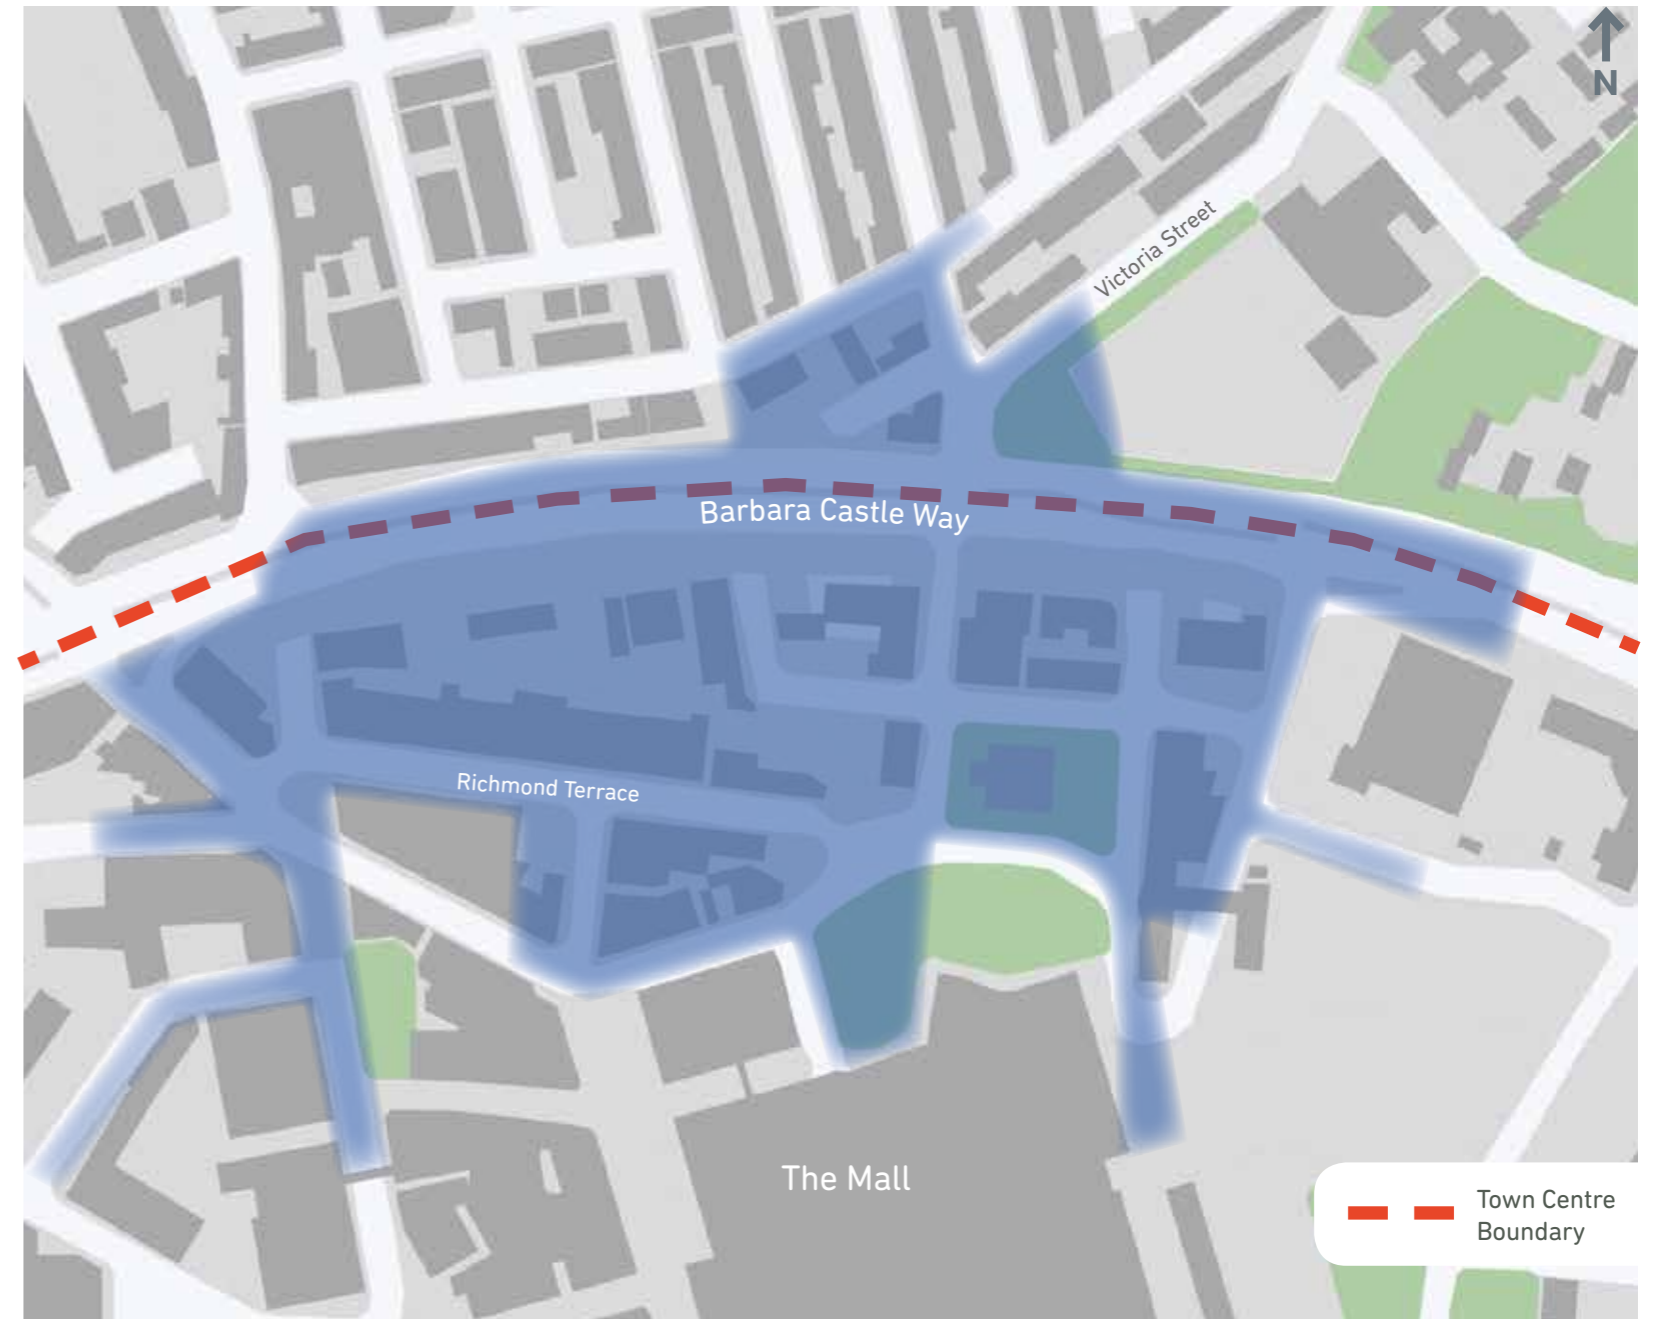 N
Victoria Street
Barbara Castle Way
Richmond Terrace
The Mall
Town Centre
Boundary